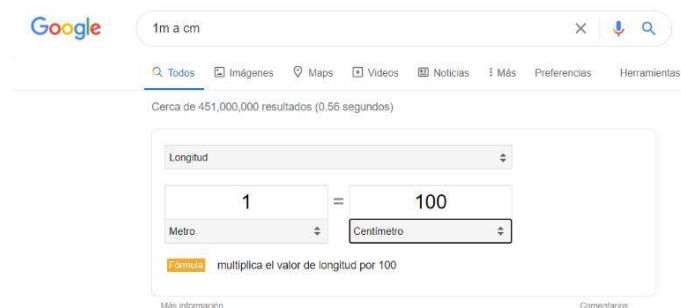 Google 1m a cm
Todos Imágenes Maps Videos Noticias Más Preferencias Herramientas
Cerca de 451,000,000 resultados (0.56 segundos)
Longitud
1 = 100
Metro Centímetro
Fórmula multiplica el valor de longitud por 100
Más información Comentarios